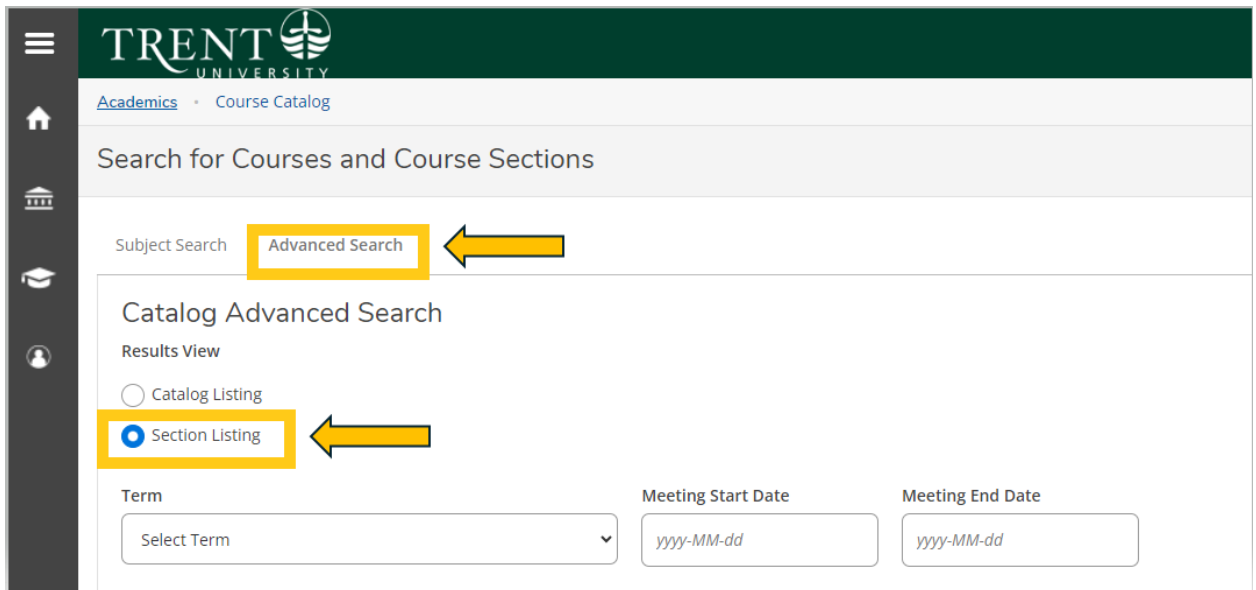 TRENT
UNIVERSITY
Academics • Course Catalog
Search for Courses and Course Sections
Subject Search Advanced Search
Catalog Advanced Search
Results View
Catalog Listing
Section Listing
Term Meeting Start Date Meeting End Date
Select Term yyyy-MM-dd yyyy-MM-dd